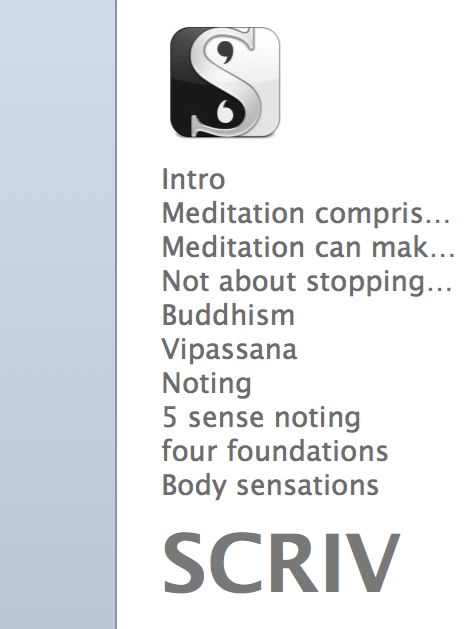 Intro
Meditation compris…
Meditation can mak…
Not about stopping…
Buddhism
Vipassana
Noting
5 sense noting
four foundations
Body sensations
SCRIV